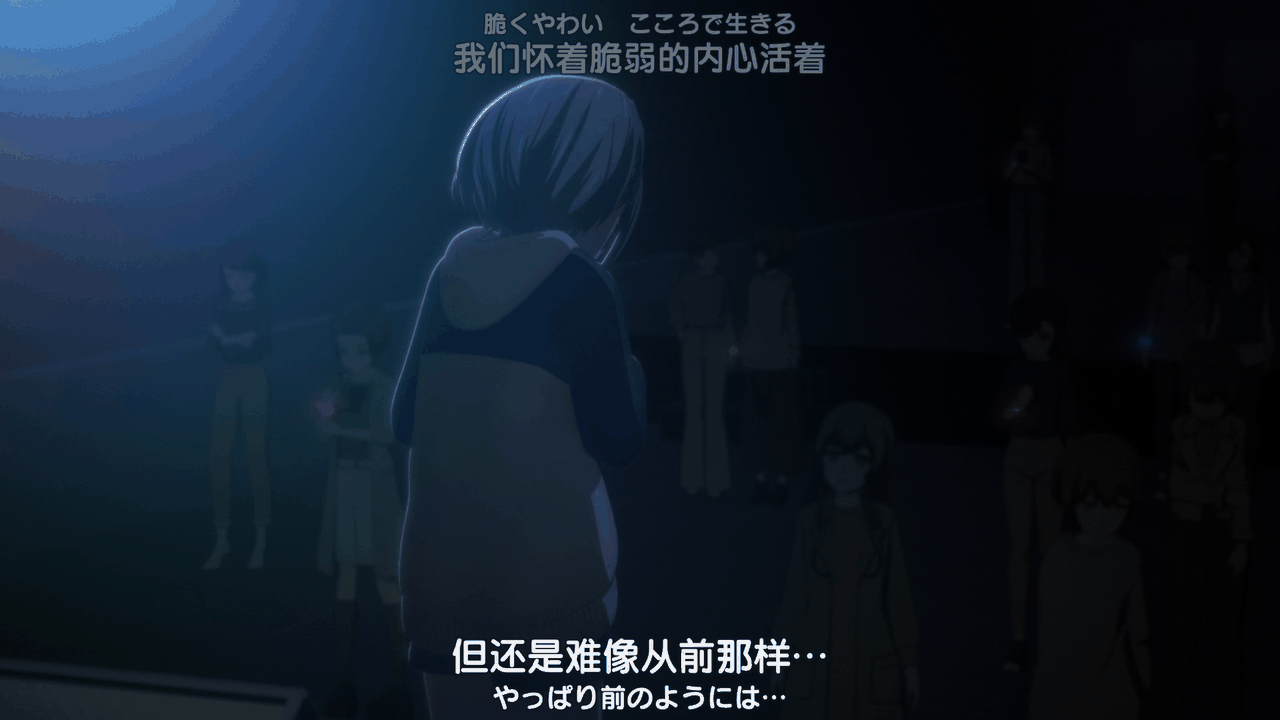 脆くやわい　こころで生きる
我们怀着脆弱的内心活着
但还是难像从前那样…
やっぱり前のようには…